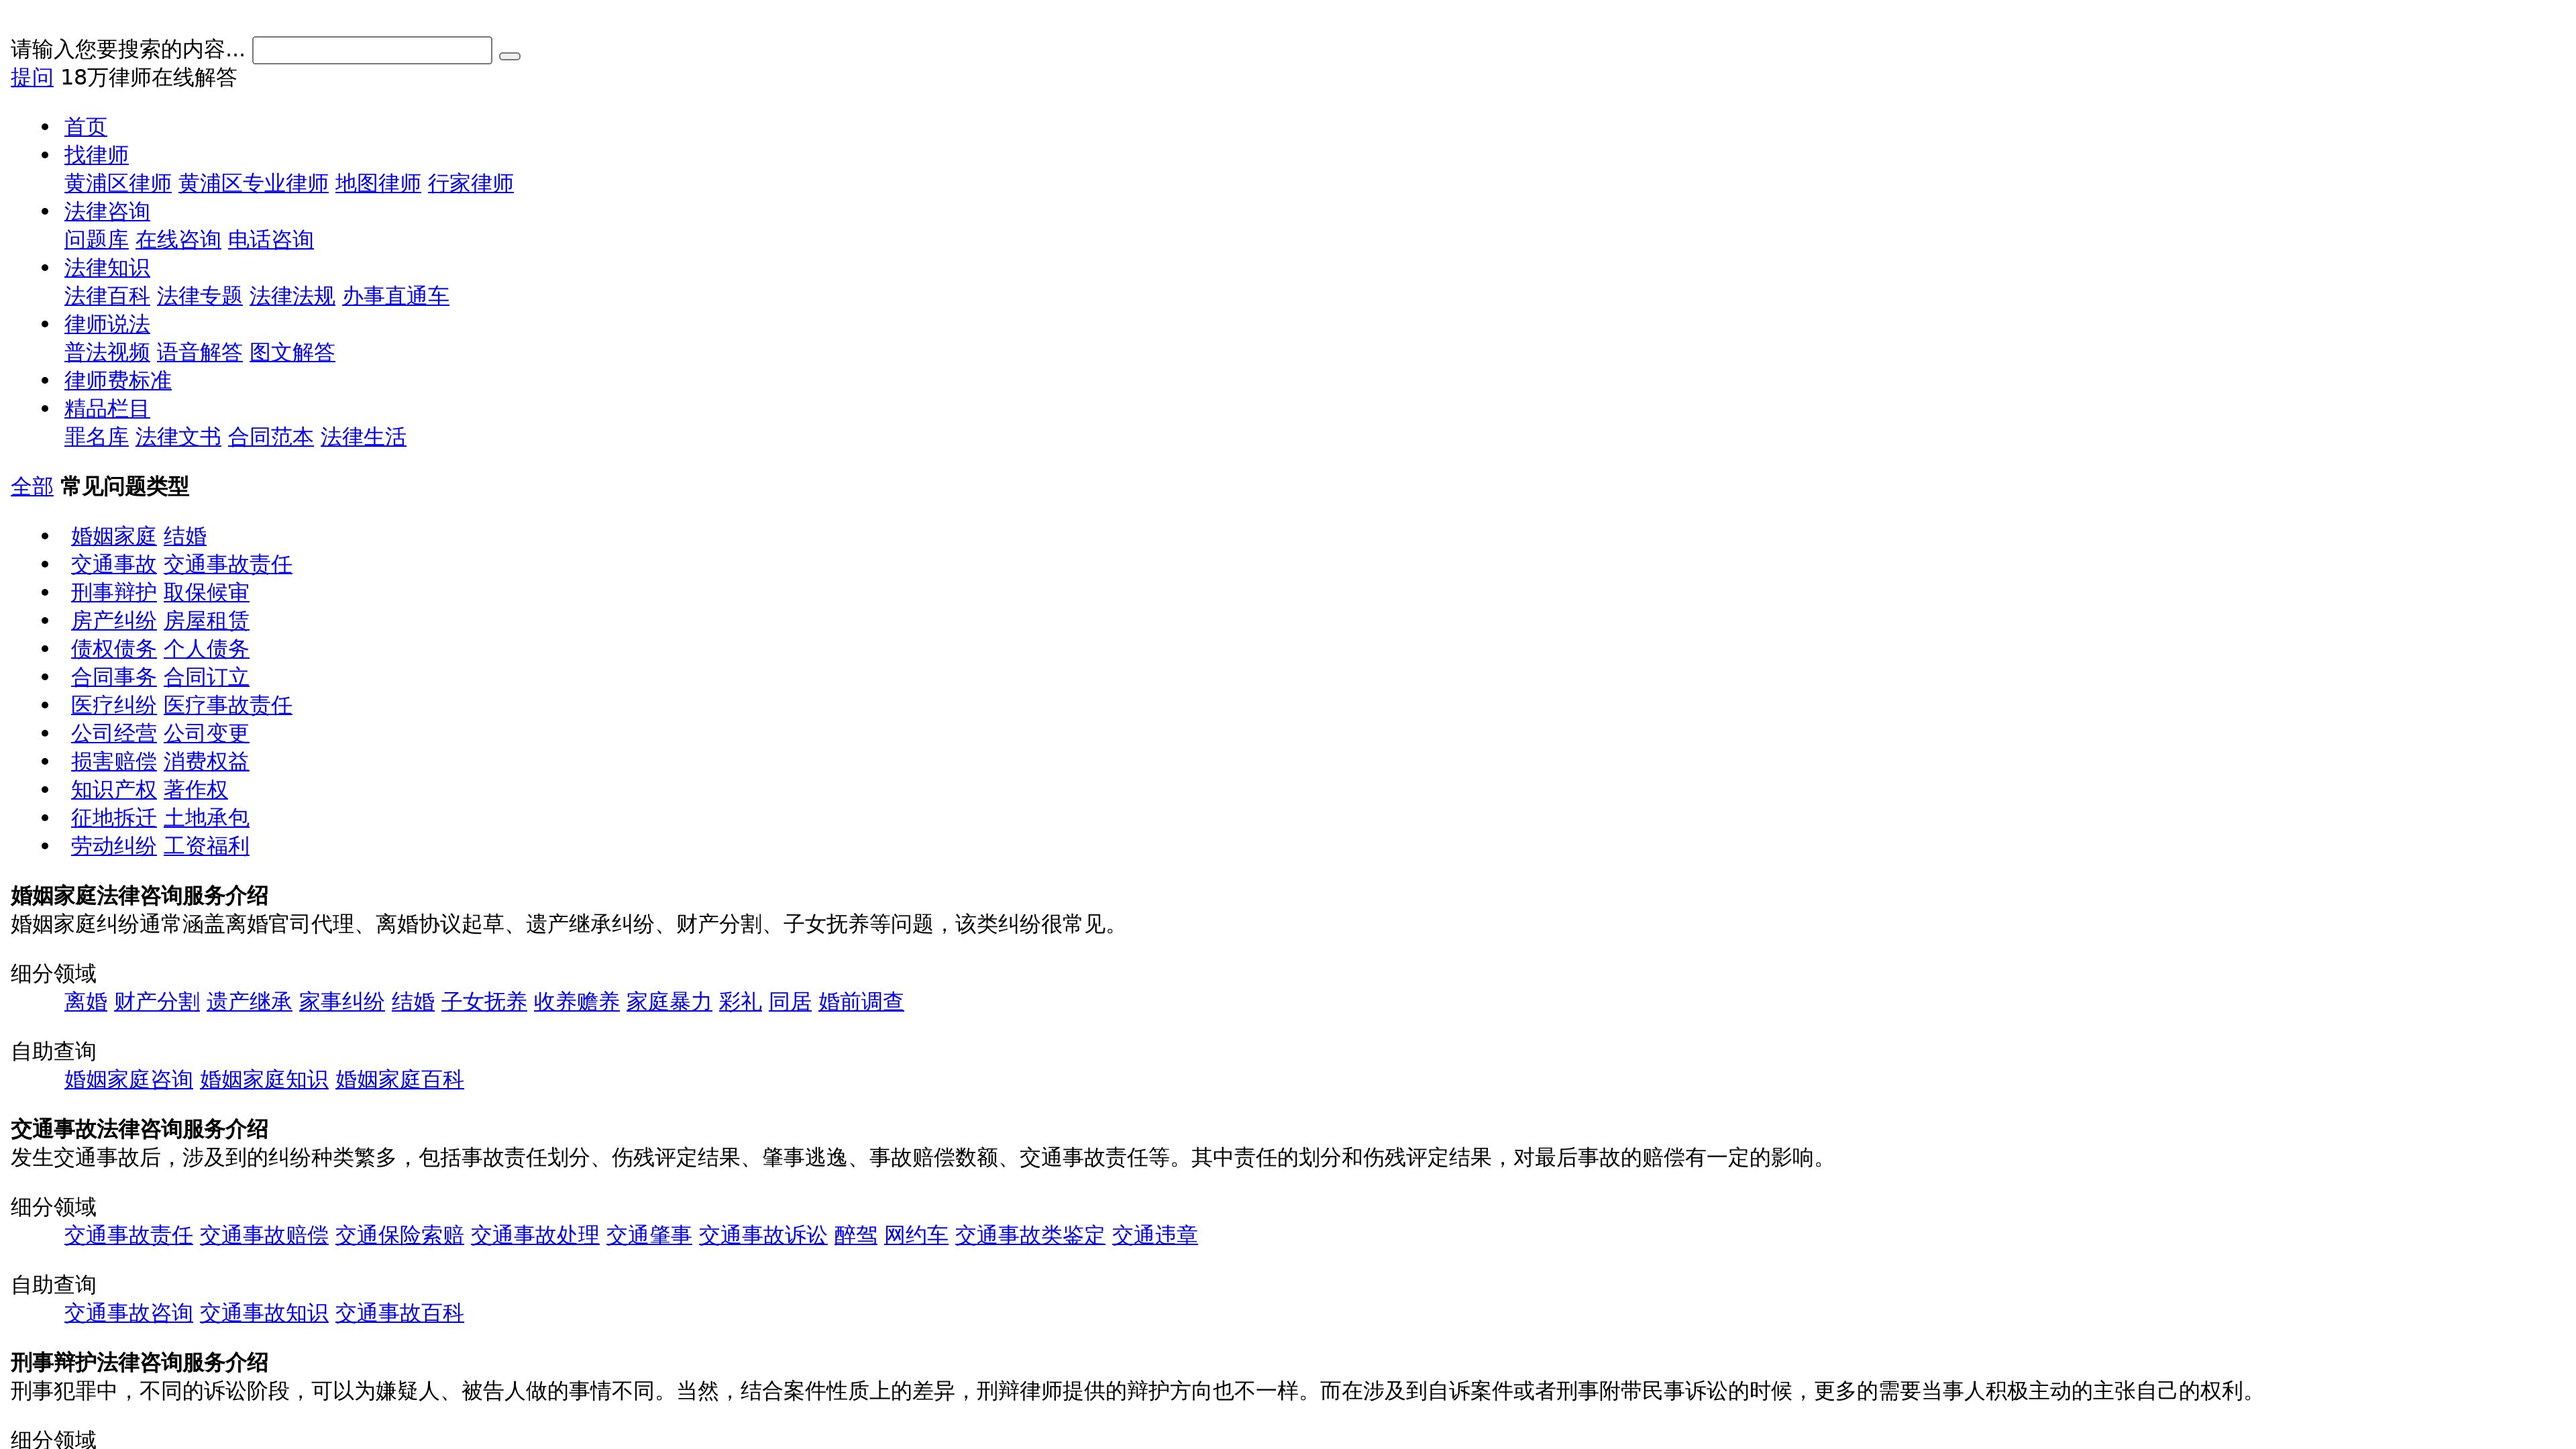 请输入您要搜索的内容...
提问 18万律师在线解答
首页
找律师
黄浦区律师 黄浦区专业律师 地图律师 行家律师
法律咨询
问题库 在线咨询 电话咨询
法律知识
法律百科 法律专题 法律法规 办事直通车
律师说法
普法视频 语音解答 图文解答
律师费标准
精品栏目
罪名库 法律文书 合同范本 法律生活
全部 常见问题类型
婚姻家庭 结婚
交通事故 交通事故责任
刑事辩护 取保候审
房产纠纷 房屋租赁
债权债务 个人债务
合同事务 合同订立
医疗纠纷 医疗事故责任
公司经营 公司变更
损害赔偿 消费权益
知识产权 著作权
征地拆迁 土地承包
劳动纠纷 工资福利
婚姻家庭法律咨询服务介绍
婚姻家庭纠纷通常涵盖离婚官司代理、离婚协议起草、遗产继承纠纷、财产分割、子女抚养等问题，该类纠纷很常见。
细分领域
离婚 财产分割 遗产继承 家事纠纷 结婚 子女抚养 收养赡养 家庭暴力 彩礼 同居 婚前调查
自助查询
婚姻家庭咨询 婚姻家庭知识 婚姻家庭百科
交通事故法律咨询服务介绍
发生交通事故后，涉及到的纠纷种类繁多，包括事故责任划分、伤残评定结果、肇事逃逸、事故赔偿数额、交通事故责任等。其中责任的划分和伤残评定结果，对最后事故的赔偿有一定的影响。
细分领域
交通事故责任 交通事故赔偿 交通保险索赔 交通事故处理 交通肇事 交通事故诉讼 醉驾 网约车 交通事故类鉴定 交通违章
自助查询
交通事故咨询 交通事故知识 交通事故百科
刑事辩护法律咨询服务介绍
刑事犯罪中，不同的诉讼阶段，可以为嫌疑人、被告人做的事情不同。当然，结合案件性质上的差异，刑辩律师提供的辩护方向也不一样。而在涉及到自诉案件或者刑事附带民事诉讼的时候，更多的需要当事人积极主动的主张自己的权利。
细分领域